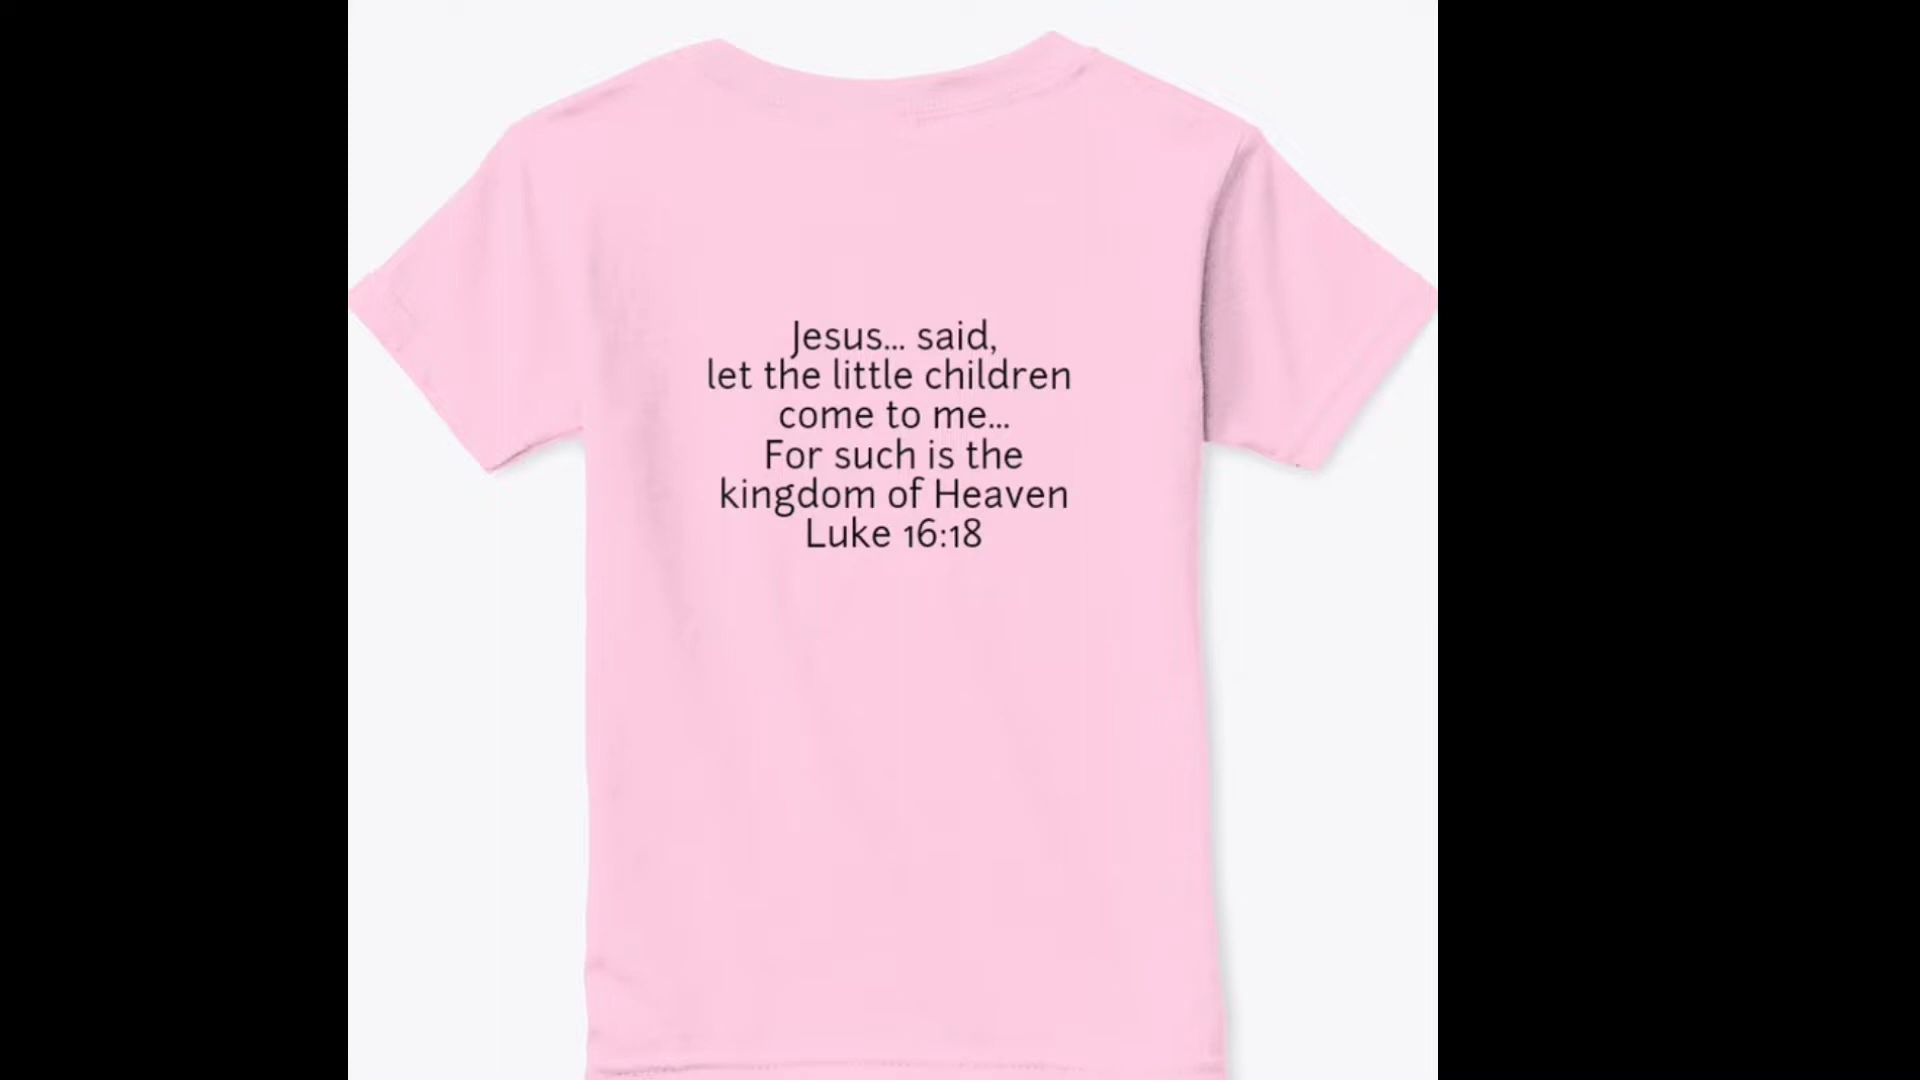 Jesus... said,
let the little children
come to me...
For such is the
kingdom of Heaven
Luke 16:18